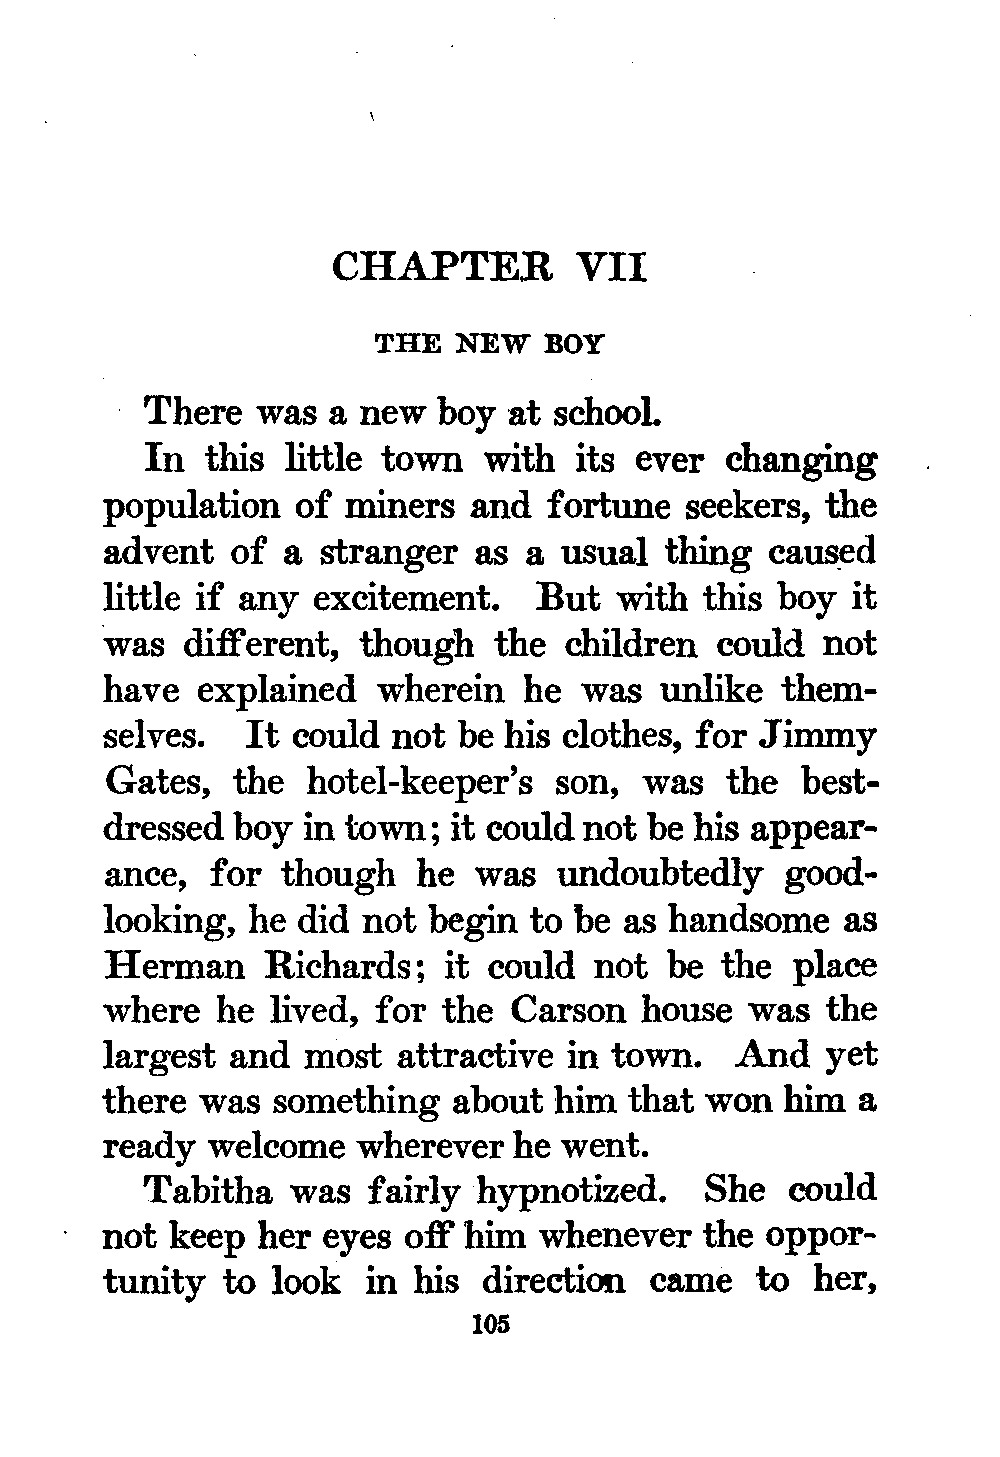 CHAPTER VII
THE NEW BOY
There was a new boy at school.
In this little town with its ever changing
population of miners and fortune seekers, the
advent of a stranger as a usual thing caused
little if any excitement. But with this boy it
was different, though the children could not
have explained wherein he was unlike them-
selves. It could not be his clothes, for Jimmy
Gates, the hotel-keeper's son, was the best-
dressed boy in town; it could not be his appear-
ance, for though he was undoubtedly good-
looking, he did not begin to be as handsome as
Herman Richards; it could not be the place
where he lived, for the Carson house was the
largest and most attractive in town. And yet
there was something about him that won him a
ready welcome wherever he went.
Tabitha was fairly hypnotized. She could
not keep her eyes off him whenever the oppor-
tunity to look in his direction came to her,
105